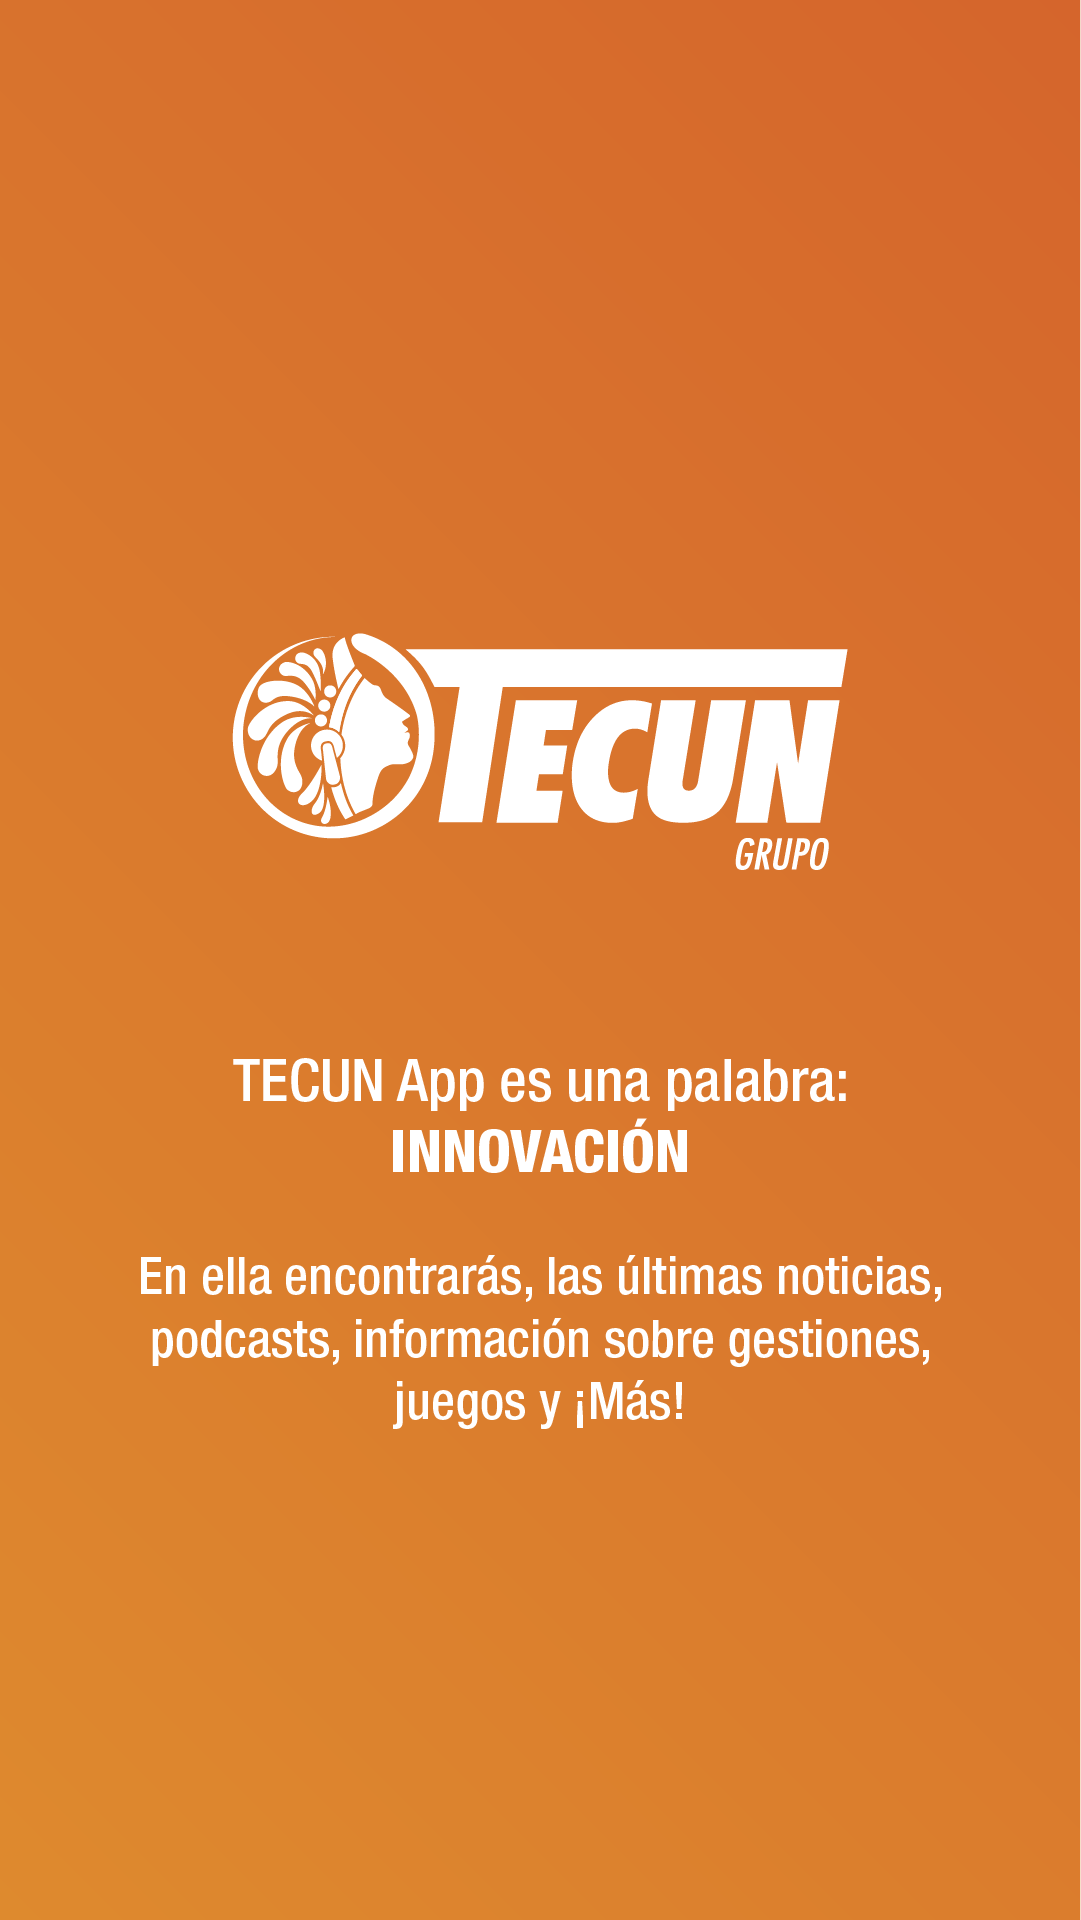 TECUN
GRUPO
TECUN App es una palabra:
INNOVACIÓN
En ella encontrarás, las últimas noticias,
podcasts, información sobre gestiones,
juegos y ¡Más!